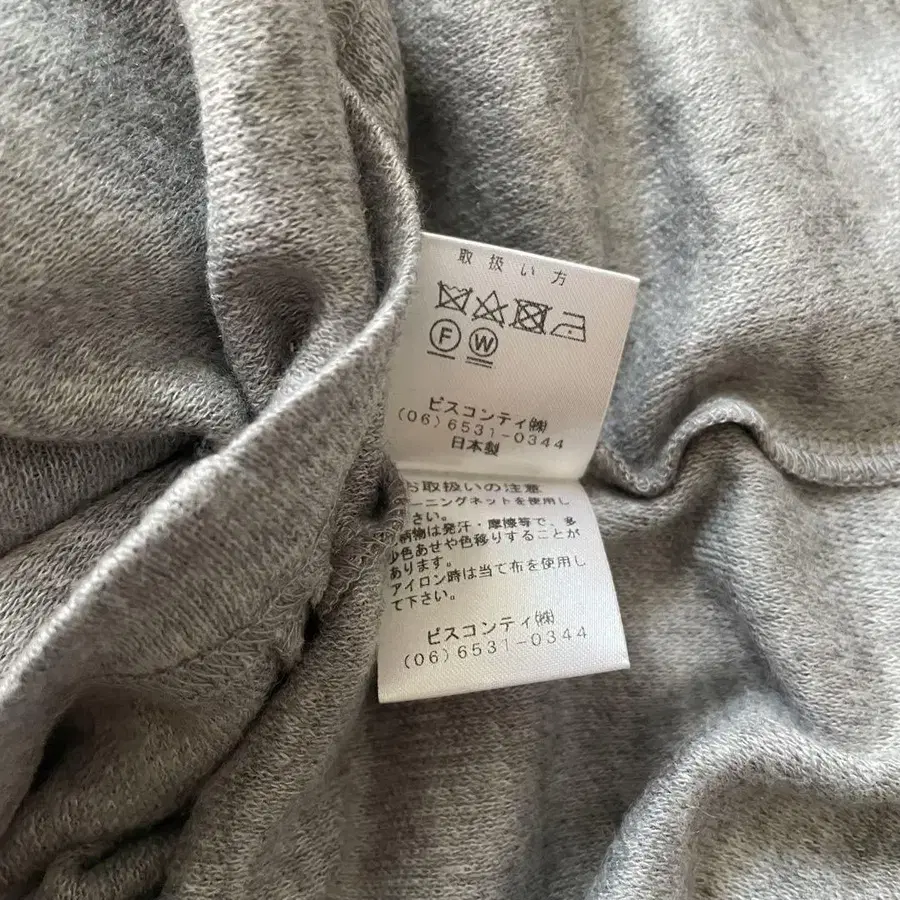 取扱い方
F W
ビスコンティ㈱
(06)6531-0344
日本製
お取扱いの注意
ーニングネットを使用し
さい。
柄物は発汗・摩擦等で、多
少色あせや色移りすることが
あります。
アイロン時は当て布を使用し
て下さい。
ビスコンティ㈱
(06)6531-0344